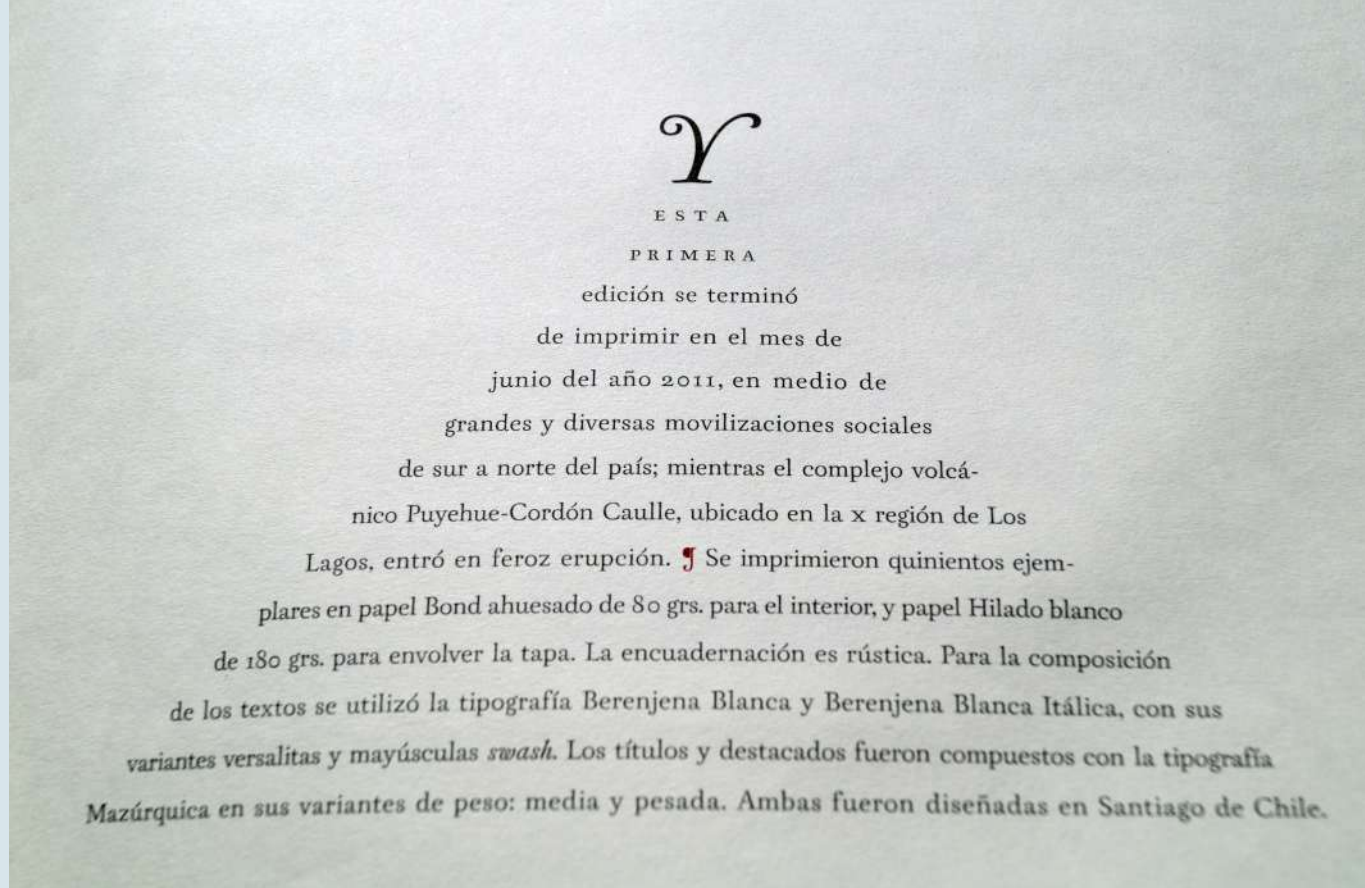 Y
ESTA
PRIMERA
edición se terminó
de imprimir en el mes de
junio del año 2011, en medio de
grandes y diversas movilizaciones sociales
de sur a norte del país; mientras el complejo volcá-
nico Puyehue-Cordón Caulle, ubicado en la x región de Los
Lagos, entró en feroz erupción. ¶ Se imprimieron quinientos ejem-
plares en papel Bond ahuesado de 80 grs. para el interior, y papel Hilado blanco
de 180 grs. para envolver la tapa. La encuadernación es rústica. Para la composición
de los textos se utilizó la tipografía Berenjena Blanca y Berenjena Blanca Itálica, con sus
variantes versalitas y mayúsculas swash. Los títulos y destacados fueron compuestos con la tipografía
Mazúrquica en sus variantes de peso: media y pesada. Ambas fueron diseñadas en Santiago de Chile.